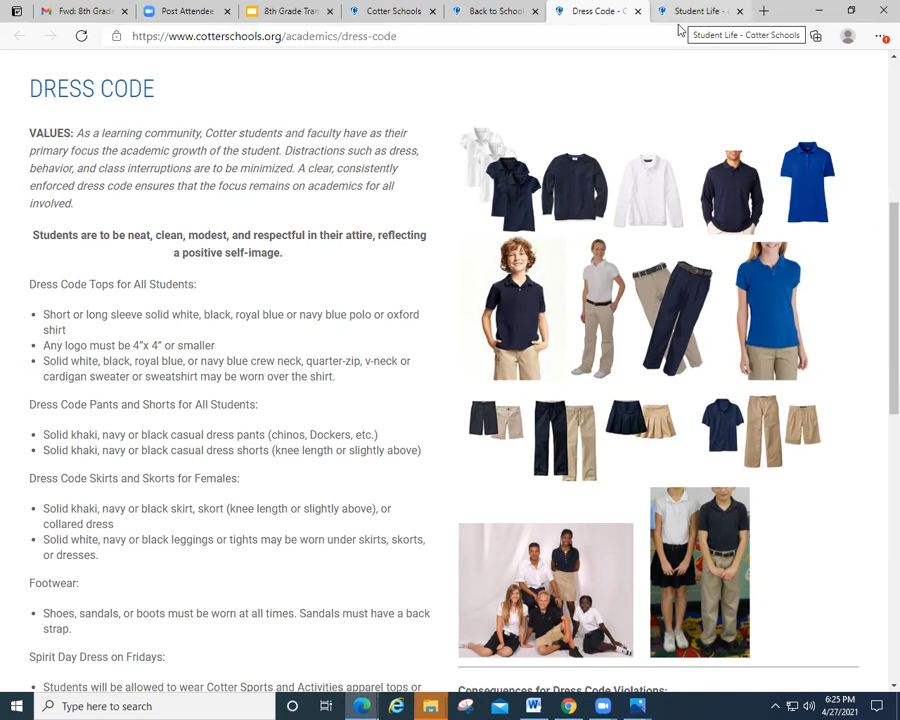 Fwd: 8th Grade
Post Attendee
8th Grade Tran
Cotter Schools
Back to School
Dress Code - C
Student Life -
https://www.cotterschools.org/academics/dress-code
Student Life - Cotter Schools
DRESS CODE
VALUES: As a learning community, Cotter students and faculty have as their
primary focus the academic growth of the student. Distractions such as dress,
behavior, and class interruptions are to be minimized. A clear, consistently
enforced dress code ensures that the focus remains on academics for all
involved.
Students are to be neat, clean, modest, and respectful in their attire, reflecting
a positive self-image.
Dress Code Tops for All Students:
Short or long sleeve solid white, black, royal blue or navy blue polo or oxford
shirt
Any logo must be 4"x 4" or smaller
Solid white, black, royal blue, or navy blue crew neck, quarter-zip, v-neck or
cardigan sweater or sweatshirt may be worn over the shirt.
Dress Code Pants and Shorts for All Students:
Solid khaki, navy or black casual dress pants (chinos, Dockers, etc.)
Solid khaki, navy or black casual dress shorts (knee length or slightly above)
Dress Code Skirts and Skorts for Females:
Solid khaki, navy or black skirt, skort (knee length or slightly above), or
collared dress
Solid white, navy or black leggings or tights may be worn under skirts, skorts,
or dresses.
Footwear:
Shoes, sandals, or boots must be worn at all times. Sandals must have a back
strap.
Spirit Day Dress on Fridays:
Students will be allowed to wear Cotter Sports and Activities apparel tops or
Consequences for Dress Code Violations:
Type here to search
6:25 PM
4/27/2021